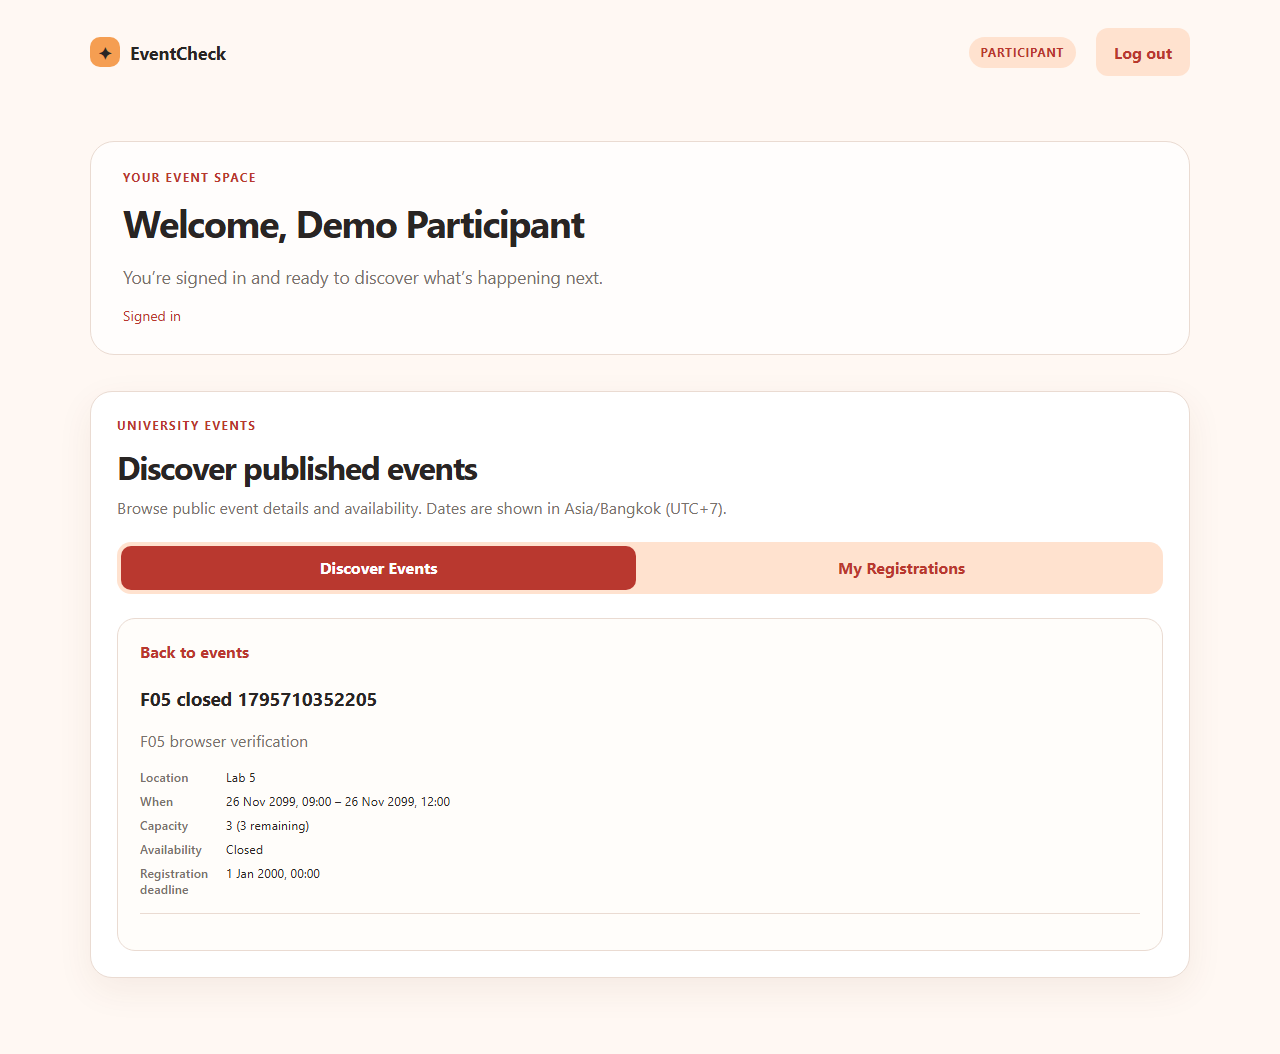 EventCheck
PARTICIPANT
Log out
YOUR EVENT SPACE
Welcome, Demo Participant
You’re signed in and ready to discover what’s happening next.
Signed in
UNIVERSITY EVENTS
Discover published events
Browse public event details and availability. Dates are shown in Asia/Bangkok (UTC+7).
Discover Events
My Registrations
Back to events
F05 closed 1795710352205
F05 browser verification
Location Lab 5
When 26 Nov 2099, 09:00 – 26 Nov 2099, 12:00
Capacity 3 (3 remaining)
Availability Closed
Registration deadline 1 Jan 2000, 00:00